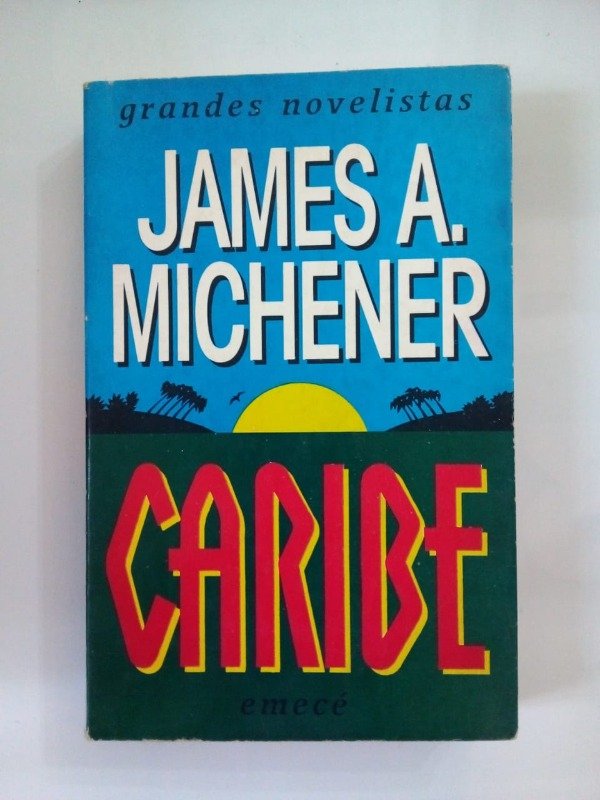 grandes novelistas
JAMES A.
MICHENER
CARIBE
emecé